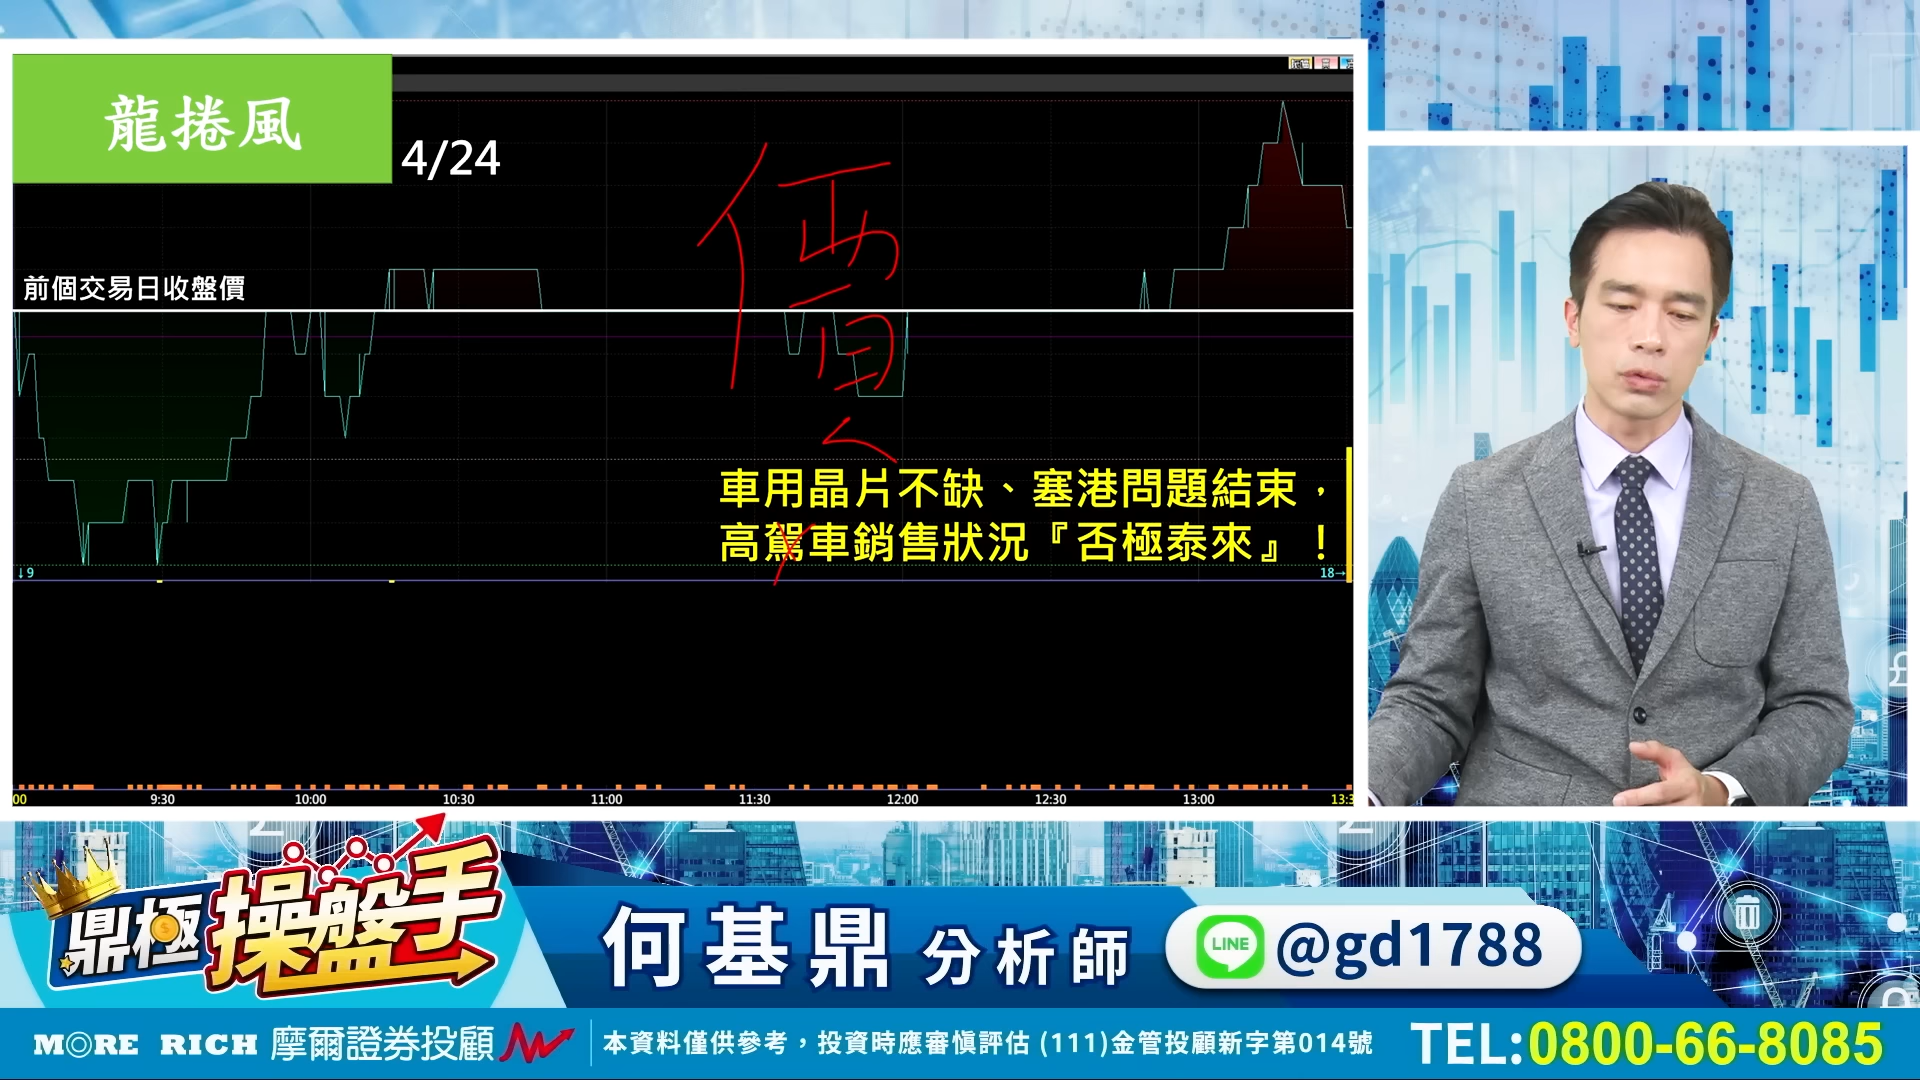 龍捲風
4/24
價
前個交易日收盤價
車用晶片不缺、塞港問題結束，
高駕車銷售狀況『否極泰來』！
↓9
18→
00 9:30 10:00 10:30 11:00 11:30 12:00 12:30 13:00 13:3
鼎極操盤手
何基鼎 分析師
LINE @gd1788
MORE RICH 摩爾證券投顧
本資料僅供參考，投資時應審慎評估 (111)金管投顧新字第014號
TEL:0800-66-8085